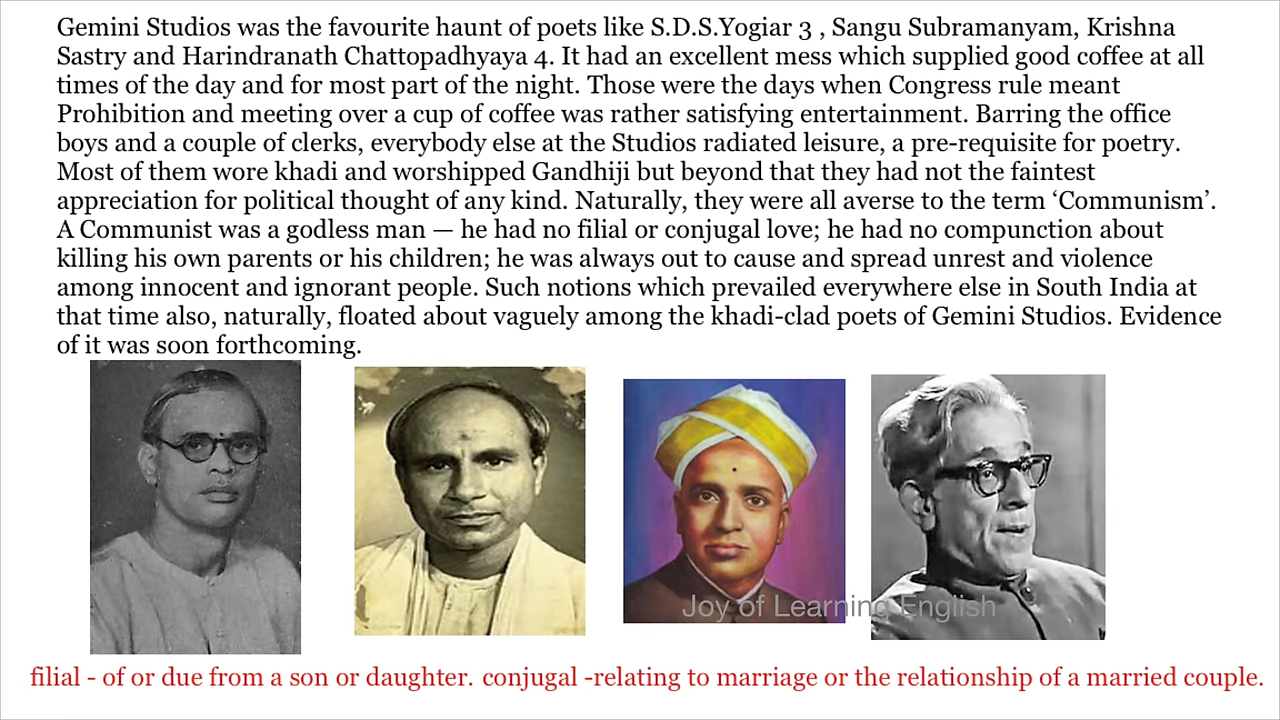 Gemini Studios was the favourite haunt of poets like S.D.S.Yogiar 3 , Sangu Subramanyam, Krishna
Sastry and Harindranath Chattopadhyaya 4. It had an excellent mess which supplied good coffee at all
times of the day and for most part of the night. Those were the days when Congress rule meant
Prohibition and meeting over a cup of coffee was rather satisfying entertainment. Barring the office
boys and a couple of clerks, everybody else at the Studios radiated leisure, a pre-requisite for poetry.
Most of them wore khadi and worshipped Gandhiji but beyond that they had not the faintest
appreciation for political thought of any kind. Naturally, they were all averse to the term ‘Communism’.
A Communist was a godless man — he had no filial or conjugal love; he had no compunction about
killing his own parents or his children; he was always out to cause and spread unrest and violence
among innocent and ignorant people. Such notions which prevailed everywhere else in South India at
that time also, naturally, floated about vaguely among the khadi-clad poets of Gemini Studios. Evidence
of it was soon forthcoming.
Joy of Learning English
filial - of or due from a son or daughter. conjugal -relating to marriage or the relationship of a married couple.